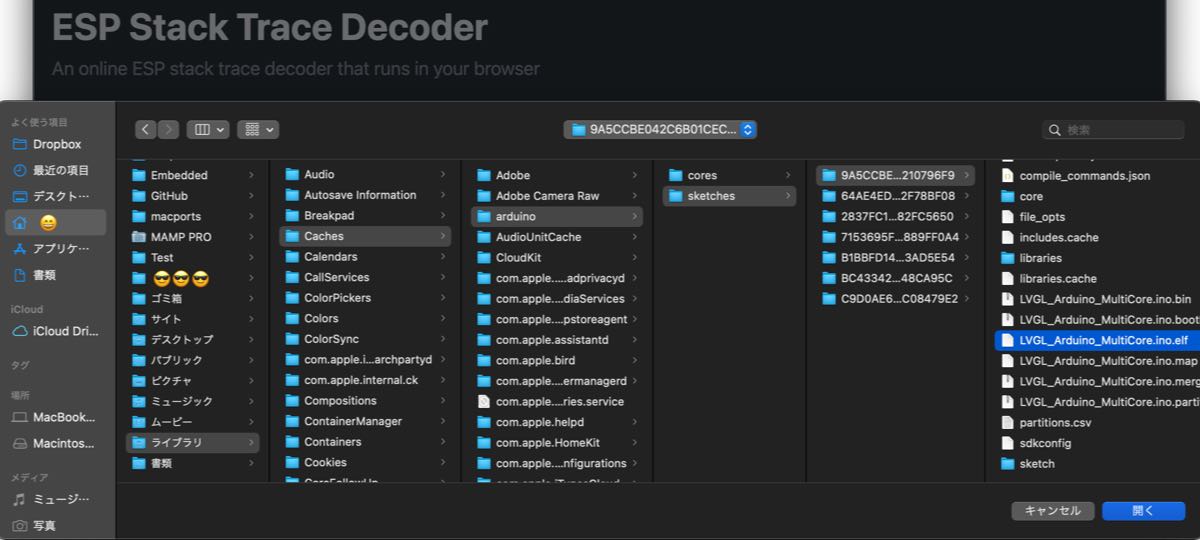 ESP Stack Trace Decoder
An online ESP stack trace decoder that runs in your browser
よく使う項目
Dropbox
最近の項目
デスクト…
アプリケ…
書類
iCloud
iCloud Dri...
タグ
場所
MacBook...
Macintos...
メディア
ミュージ…
写真
9A5CCBE042C6B01CEC...
検索
Embedded
GitHub
macports
MAMP PRO
Test
😎😎😎
ゴミ箱
サイト
デスクトップ
パブリック
ピクチャ
ミュージック
ムービー
ライブラリ
書類
Audio
Autosave Information
Breakpad
Caches
Calendars
CallServices
ColorPickers
Colors
ColorSync
com.apple.i...archpartyd
com.apple.internal.ck
Compositions
ContainerManager
Containers
Cookies
CoreFollowUp
Adobe
Adobe Camera Raw
arduino
AudioUnitCache
CloudKit
com.apple.…adprivacyd
com.apple....diaServices
com.apple....pstoreagent
com.apple.assistantd
com.apple.bird
com.apple....ermanagerd
com.apple....ries.service
com.apple.helpd
com.apple.HomeKit
com.apple.…nfigurations
com.apple.iTunesCloud
cores
sketches
9A5CCBE...210796F9
64AE4ED...2F78BF08
2837FC1...82FC5650
7153695F...889FF0A4
B1BBFD14...3AD5E54
BC43342...48CA95C
C9D0AE6...C08479E2
compile_commands.json
core
file_opts
includes.cache
libraries
libraries.cache
LVGL_Arduino_MultiCore.ino.bin
LVGL_Arduino_MultiCore.ino.boot
LVGL_Arduino_MultiCore.ino.elf
LVGL_Arduino_MultiCore.ino.map
LVGL_Arduino_MultiCore.ino.mer
LVGL_Arduino_MultiCore.ino.parti
partitions.csv
sdkconfig
sketch
キャンセル
開く